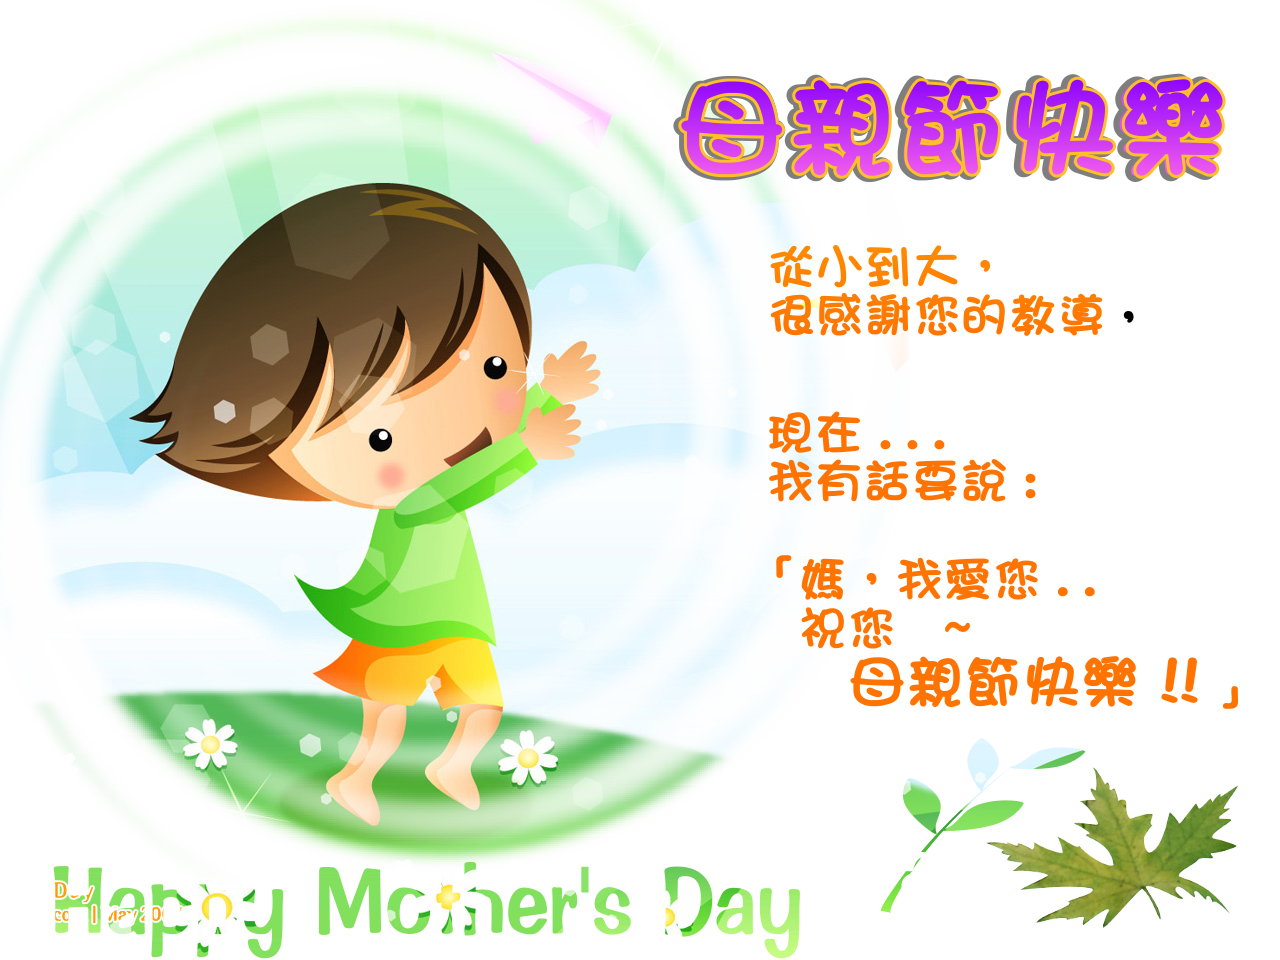 母親節快樂
從小到大，
很感謝您的教導，
現在...
我有話要說：
「媽，我愛您..
祝您 ~
母親節快樂!!」
Happy Mother's Day